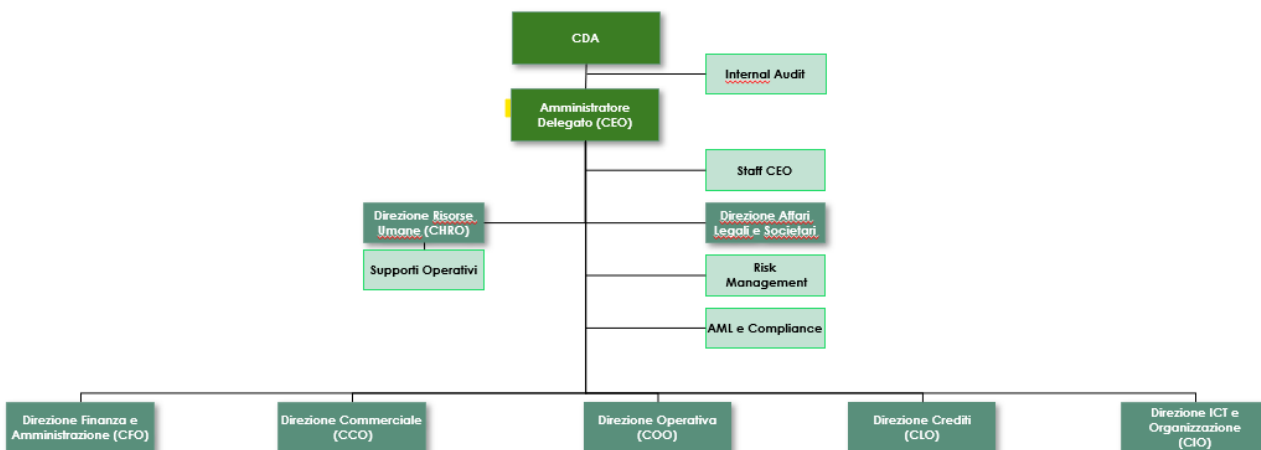 CDA
Internal Audit
Amministratore
Delegato (CEO)
Staff CEO
Direzione Risorse
Umane (CHRO)
Direzione Affari
Legali e Societari
Supporti Operativi
Risk
Management
AML e Compliance
Direzione Finanza e
Amministrazione (CFO)
Direzione Commerciale
(CCO)
Direzione Operativa
(COO)
Direzione Crediti
(CLO)
Direzione ICT e
Organizzazione
(CIO)